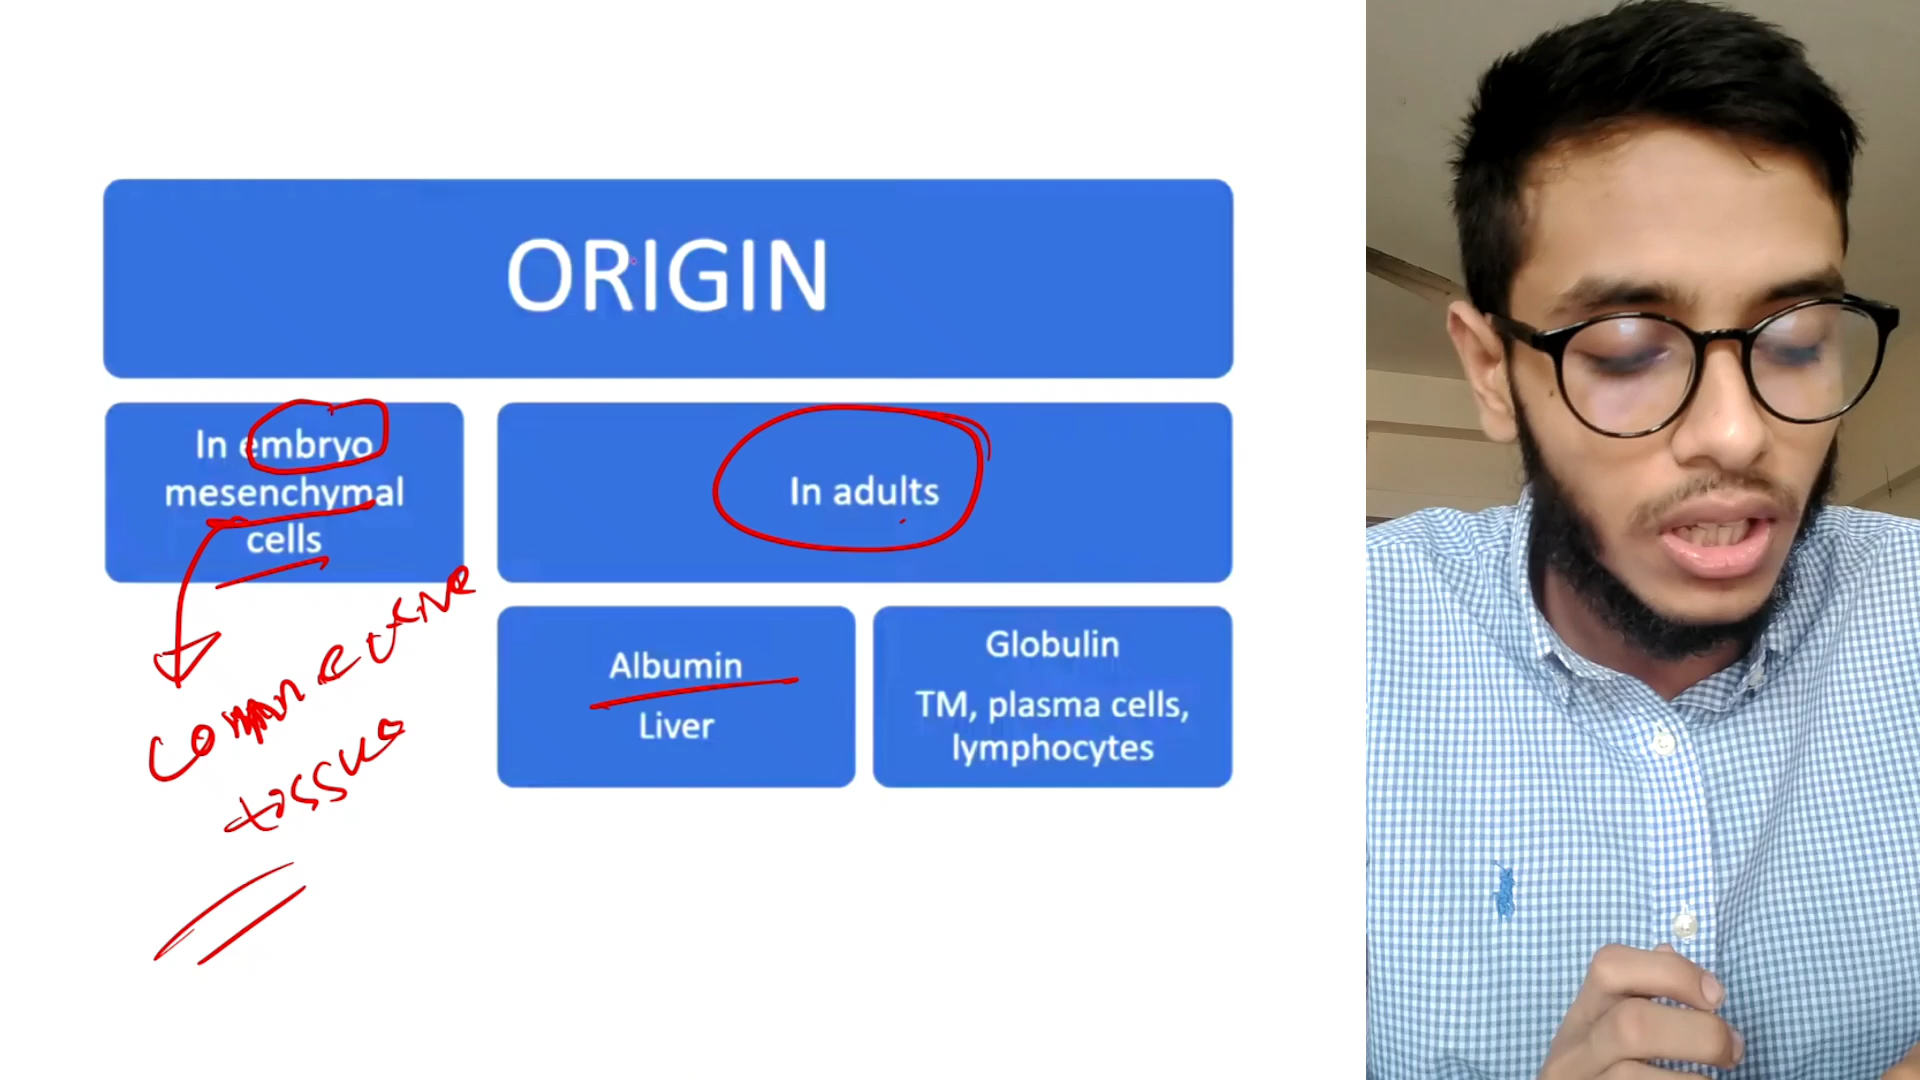 ORIGIN
In embryo
mesenchymal
cells
In adults
Albumin
Liver
Globulin
TM, plasma cells,
lymphocytes
connective
tissue